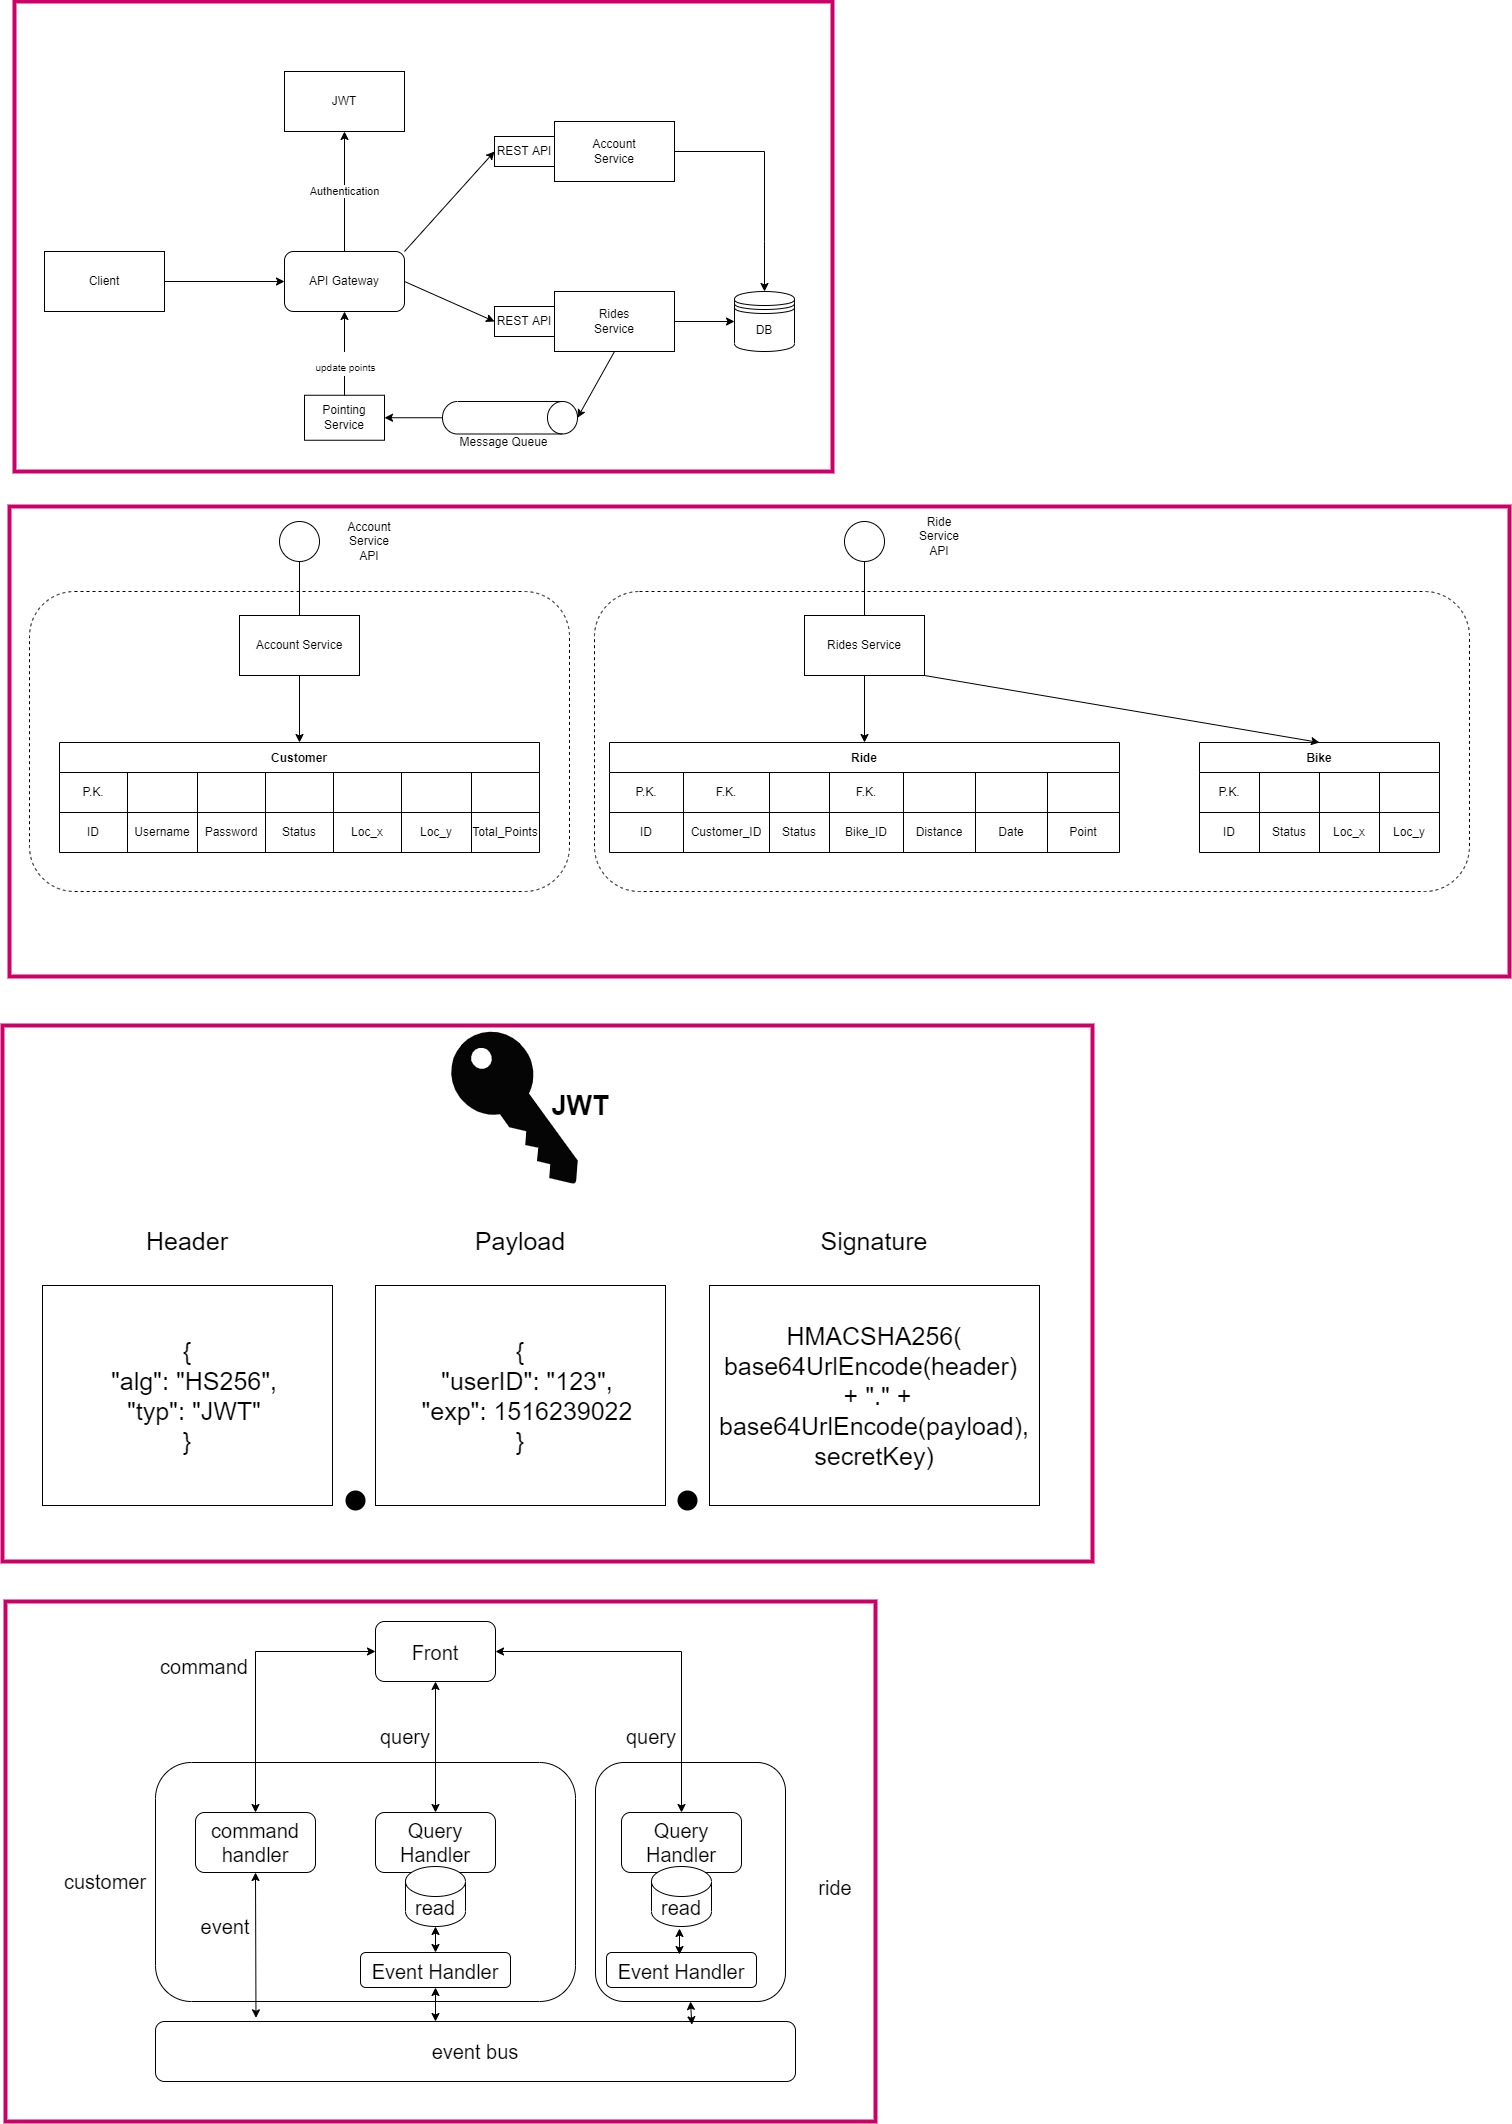 JWT
Authentication
REST API
Account
Service
Client
API Gateway
REST API
Rides
Service
DB
update points
Pointing
Service
Message Queue
Account
Service
API
Ride
Service
API
Account Service
Rides Service
Customer
P.K.
ID Username Password Status Loc_x Loc_y Total_Points
Ride
P.K. F.K. F.K.
ID Customer_ID Status Bike_ID Distance Date Point
Bike
P.K.
ID Status Loc_x Loc_y
JWT
Header
{
"alg": "HS256",
"typ": "JWT"
}
Payload
{
"userID": "123",
"exp": 1516239022
}
Signature
HMACSHA256(
base64UrlEncode(header)
+ "." +
base64UrlEncode(payload),
secretKey)
Front
command
query
query
command
handler
Query
Handler
read
Query
Handler
read
customer
ride
event
Event Handler
Event Handler
event bus